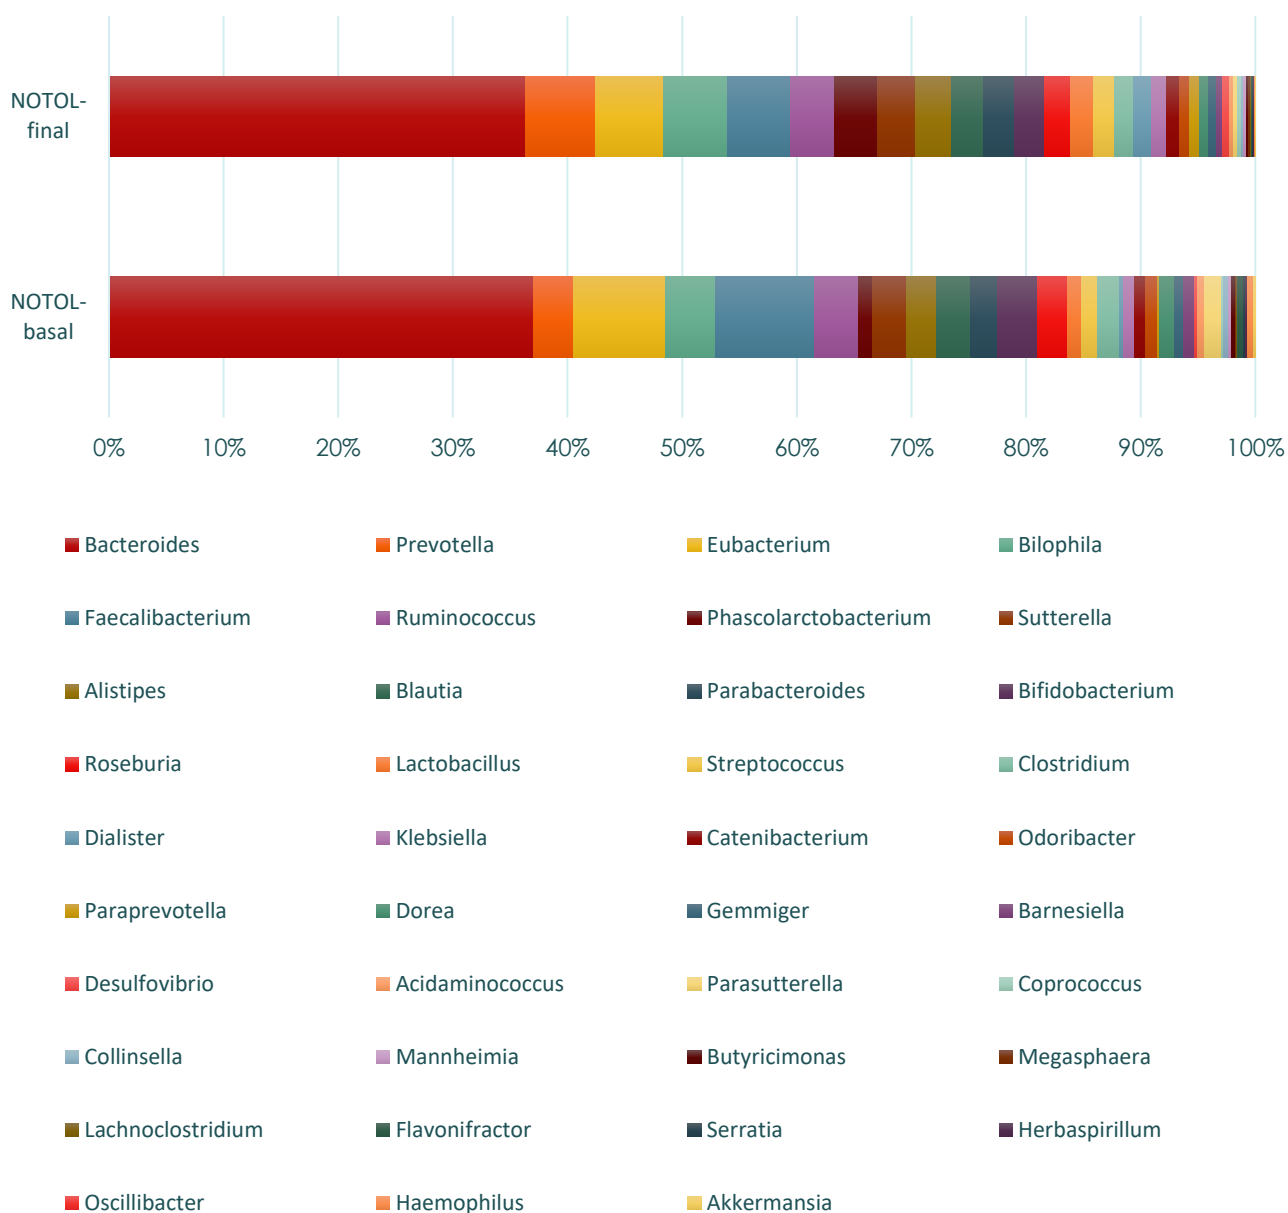 NOTOL-
final
NOTOL-
basal
0% 10% 20% 30% 40% 50% 60% 70% 80% 90% 100%
Bacteroides Prevotella Eubacterium Bilophila
Faecalibacterium Ruminococcus Phascolarctobacterium Sutterella
Alistipes Blautia Parabacteroides Bifidobacterium
Roseburia Lactobacillus Streptococcus Clostridium
Dialister Klebsiella Catenibacterium Odoribacter
Paraprevotella Dorea Gemmiger Barnesiella
Desulfovibrio Acidaminococcus Parasutterella Coprococcus
Collinsella Mannheimia Butyricimonas Megasphaera
Lachnoclostridium Flavonifractor Serratia Herbaspirillum
Oscillibacter Haemophilus Akkermansia